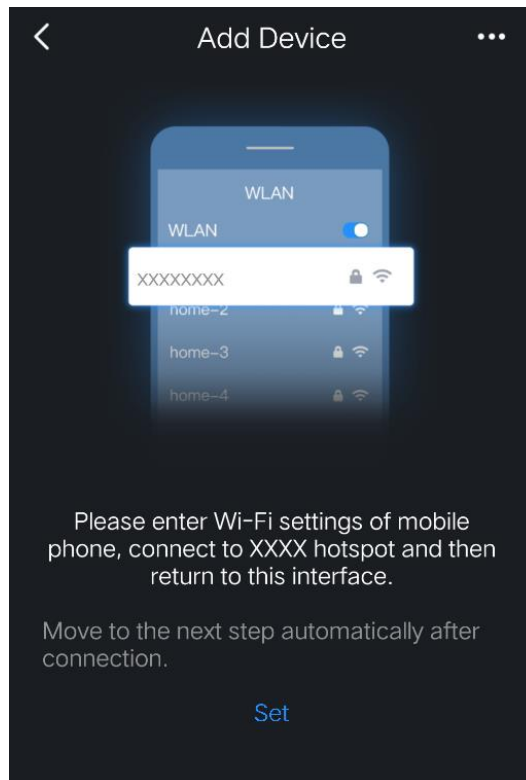 Add Device
WLAN
WLAN
XXXXXXXX
home-2
home-3
home-4
Please enter Wi-Fi settings of mobile
phone, connect to XXXX hotspot and then
return to this interface.
Move to the next step automatically after
connection.
Set